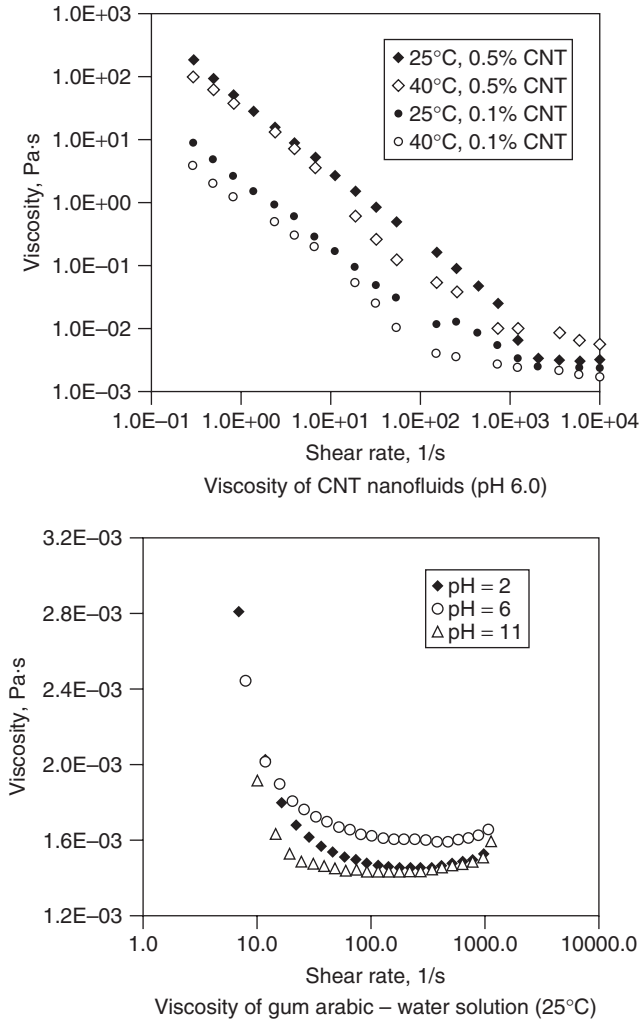 1.0E+03
1.0E+02
1.0E+01
1.0E+00
1.0E−01
1.0E−02
1.0E−03
Viscosity, Pa·s
25°C, 0.5% CNT
40°C, 0.5% CNT
25°C, 0.1% CNT
40°C, 0.1% CNT
1.0E−01 1.0E+00 1.0E+01 1.0E+02 1.0E+03 1.0E+04
Shear rate, 1/s
Viscosity of CNT nanofluids (pH 6.0)
3.2E−03
2.8E−03
2.4E−03
2.0E−03
1.6E−03
1.2E−03
Viscosity, Pa·s
pH = 2
pH = 6
pH = 11
1.0 10.0 100.0 1000.0 10000.0
Shear rate, 1/s
Viscosity of gum arabic – water solution (25°C)